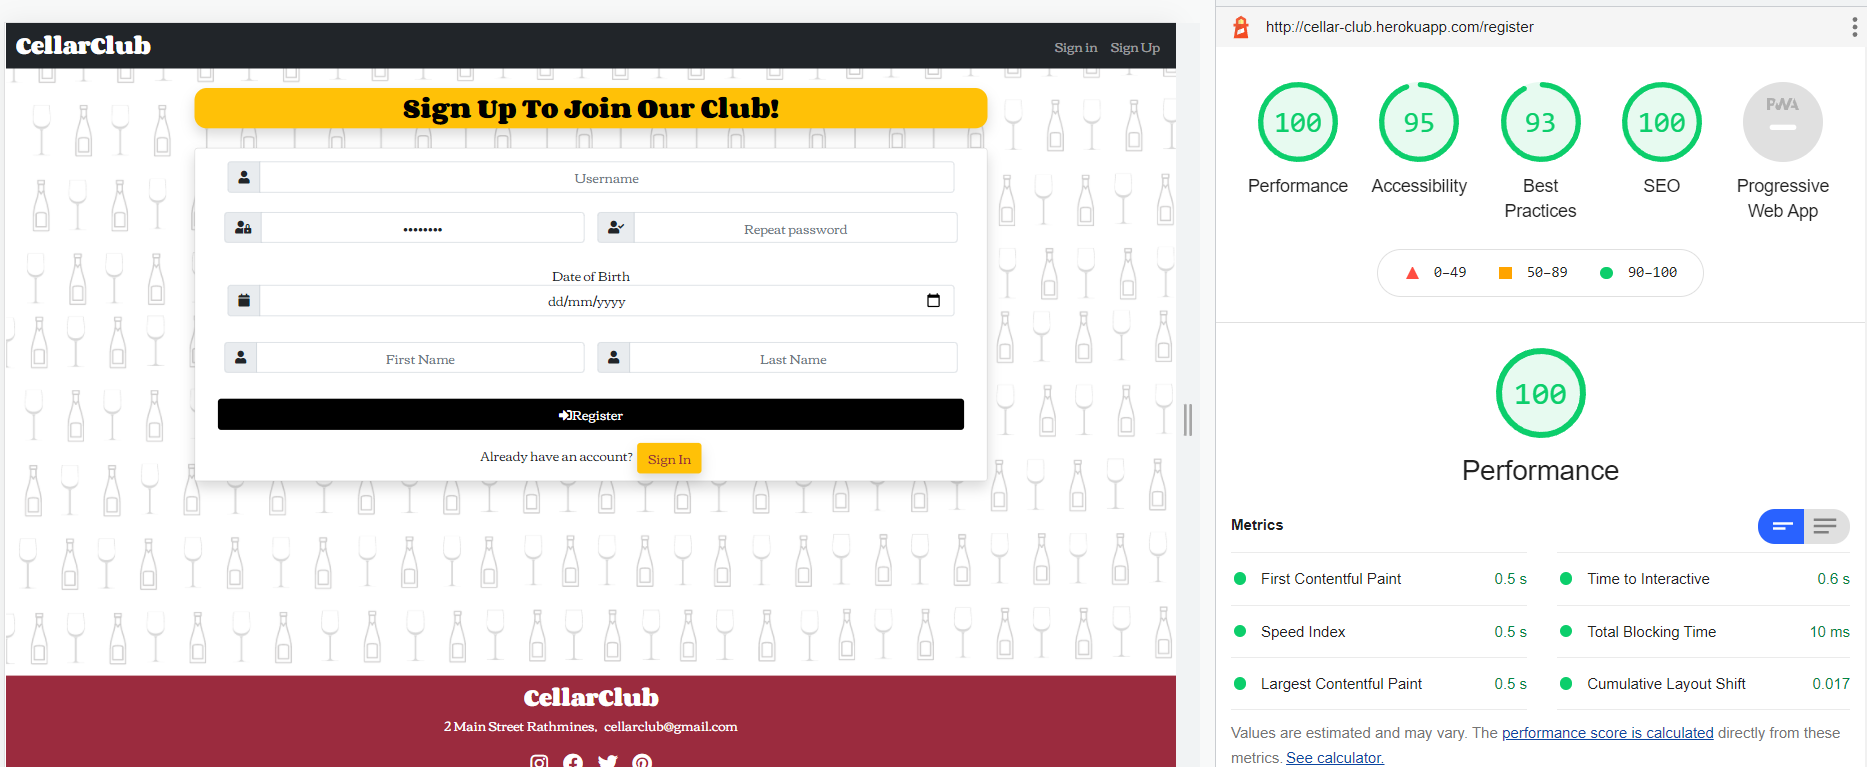 CellarClub
Sign in Sign Up
Sign Up To Join Our Club!
Username
••••••••
Repeat password
Date of Birth
dd/mm/yyyy
First Name
Last Name
Register
Already have an account? Sign In
CellarClub
2 Main Street Rathmines, cellarclub@gmail.com
http://cellar-club.herokuapp.com/register
100
Performance
95
Accessibility
93
Best
Practices
100
SEO
PWA
Progressive
Web App
0–49
50–89
90–100
100
Performance
Metrics
First Contentful Paint 0.5 s
Time to Interactive 0.6 s
Speed Index 0.5 s
Total Blocking Time 10 ms
Largest Contentful Paint 0.5 s
Cumulative Layout Shift 0.017
Values are estimated and may vary. The performance score is calculated directly from these
metrics. See calculator.